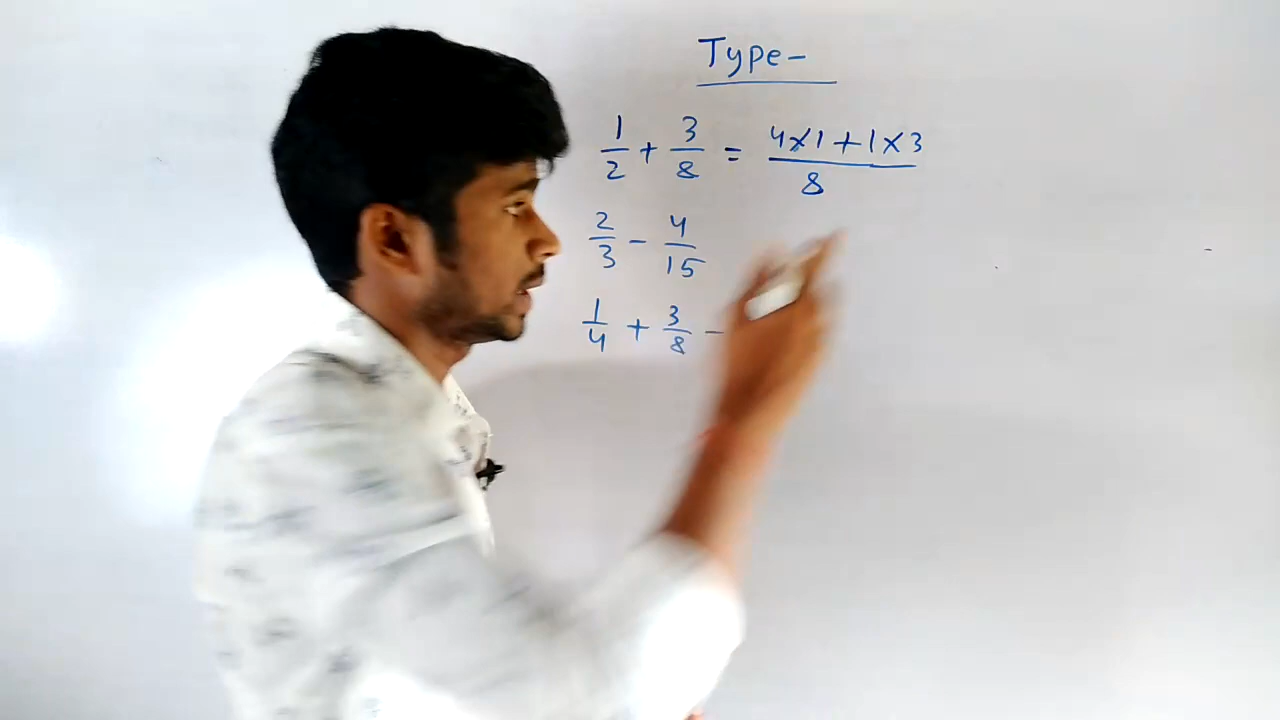 Type-
1/2 + 3/8 = (4×1 + 1×3)/8
2/3 - 4/15
1/4 + 3/8 -